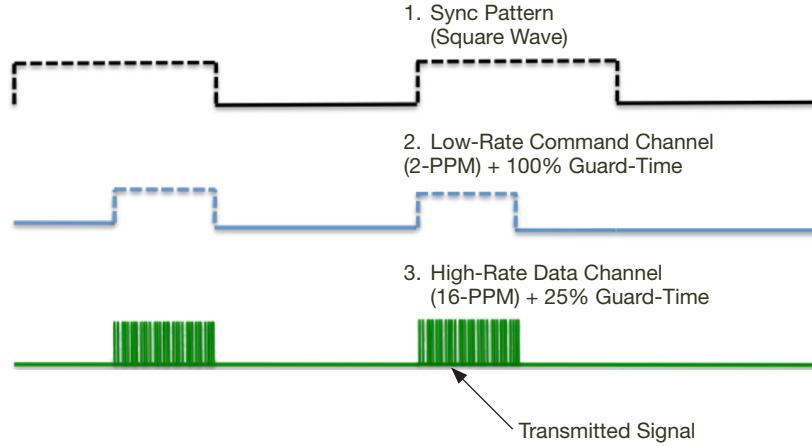 1. Sync Pattern
(Square Wave)
2. Low-Rate Command Channel
(2-PPM) + 100% Guard-Time
3. High-Rate Data Channel
(16-PPM) + 25% Guard-Time
Transmitted Signal